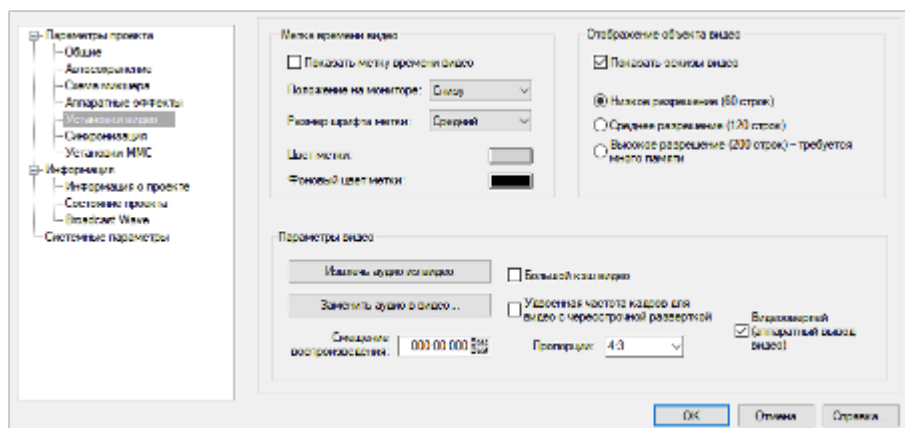 Параметры проекта
Общие
Автосохранение
Схема микшера
Аппаратные эффекты
Установки видео
Синхронизация
Установки MMC
Информация
Информация о проекте
Состояние проекта
Broadcast Wave
Системные параметры
Метка времени видео
Показать метку времени видео
Положение на мониторе: Снизу
Размер шрифта метки: Средний
Цвет метки:
Фоновый цвет метки:
Отображение объекта видео
Показать эскизы видео
Низкое разрешение (60 строк)
Среднее разрешение (120 строк)
Высокое разрешение (200 строк) – требуется
много памяти
Параметры видео
Извлечь аудио из видео
Заменить аудио в видео...
Смещение
воспроизведения: 000:00:000
Большой кэш видео
Удвоенная частота кадров для
видео с чересстрочной разверткой
Пропорции: 4:3
(аппаратный вывод
видео)
OK
Отмена
Справка...